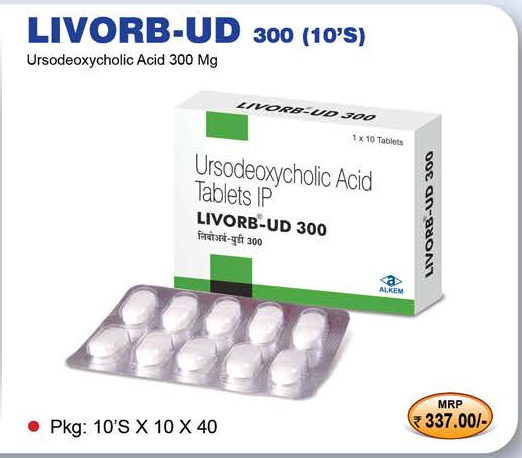 LIVORB-UD 300 (10'S)
Ursodeoxycholic Acid 300 Mg
LIVORB®-UD 300
1 x 10 Tablets
Ursodeoxycholic Acid
Tablets IP
LIVORB®-UD 300
लिवोअर्ब-युडी 300
LIVORB®-UD 300
a
ALKEM
Pkg: 10'S X 10 X 40
MRP
₹ 337.00/-